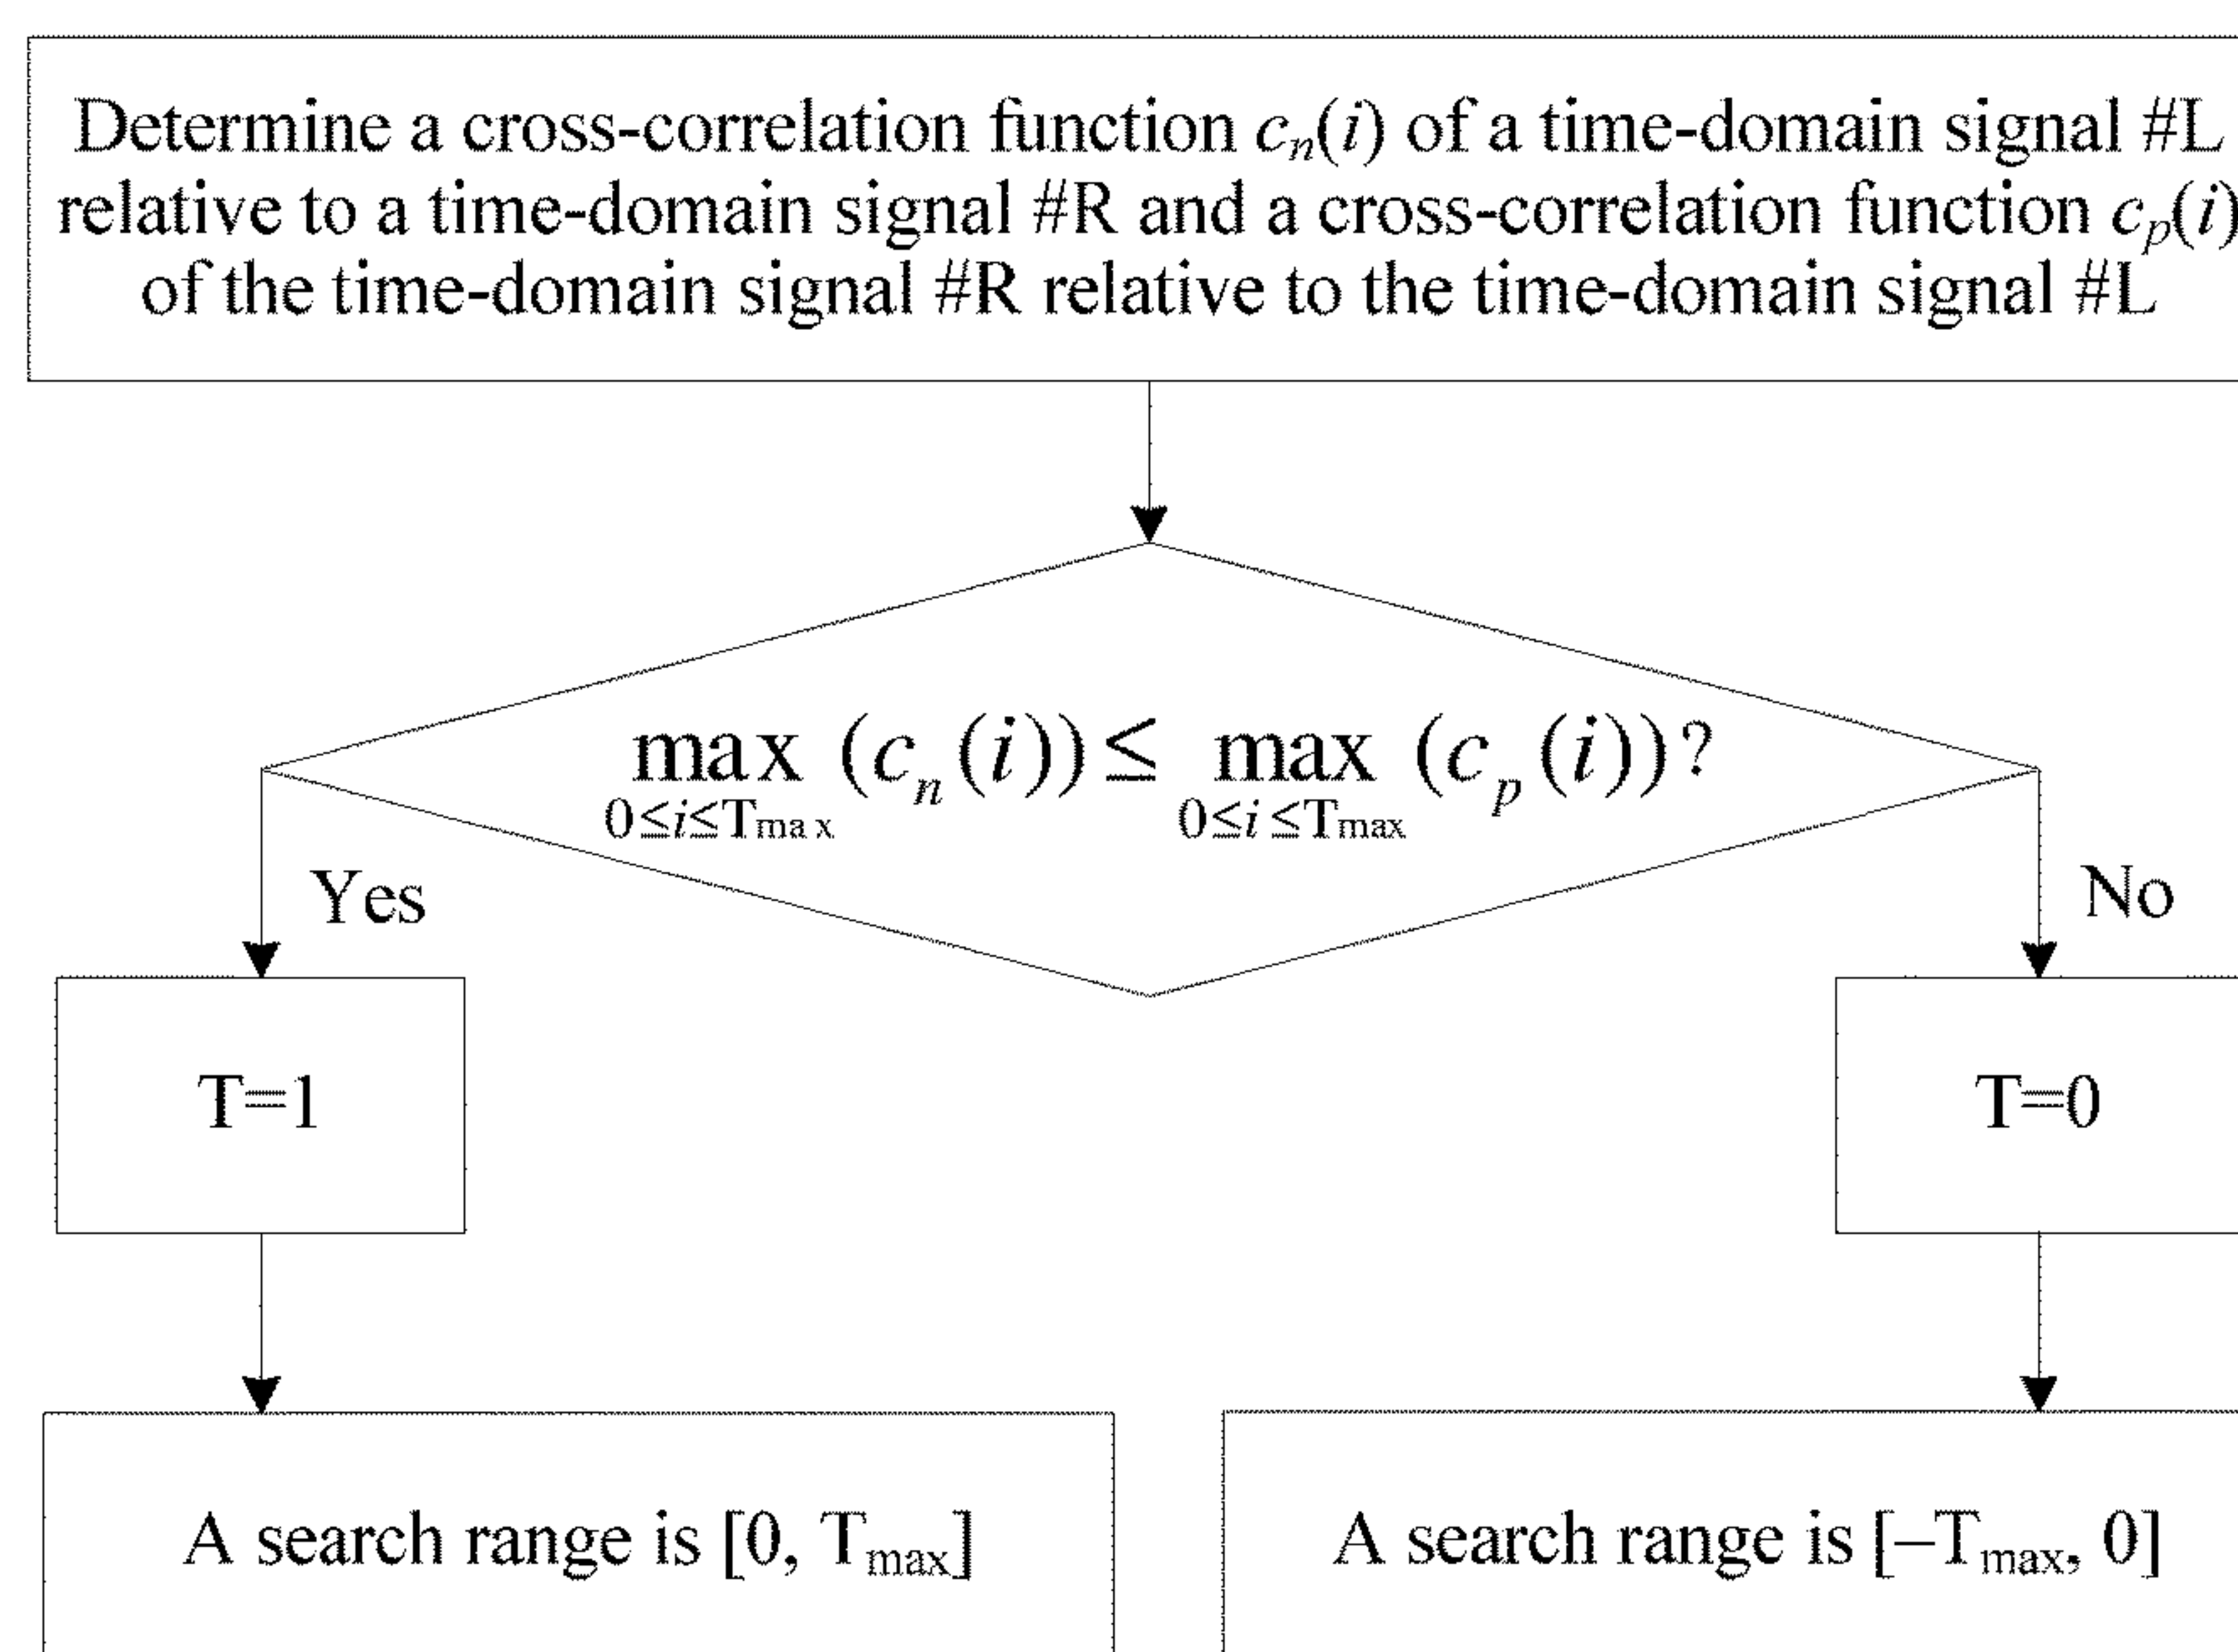 Determine a cross-correlation function cₙ(i) of a time-domain signal #L
relative to a time-domain signal #R and a cross-correlation function cₚ(i)
of the time-domain signal #R relative to the time-domain signal #L
max (cₙ(i)) ≤ max (cₚ(i))?
0≤i≤Tmax 0≤i≤Tmax
Yes
No
T=1
T=0
A search range is [0, Tmax]
A search range is [–Tmax, 0]